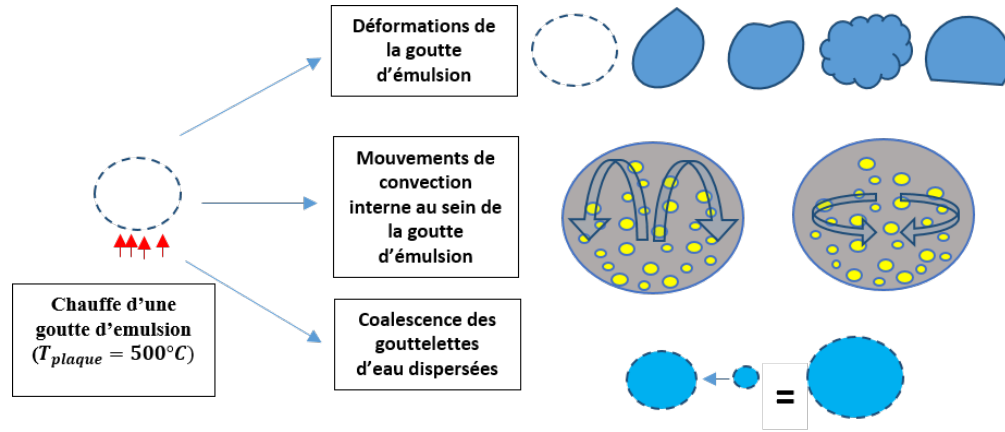 Déformations de
la goutte
d'émulsion
Mouvements de
convection
interne au sein de
la goutte
d'émulsion
Chauffe d'une
goutte d'emulsion
(T_plaque = 500°C)
Coalescence des
gouttelettes
d'eau dispersées
=